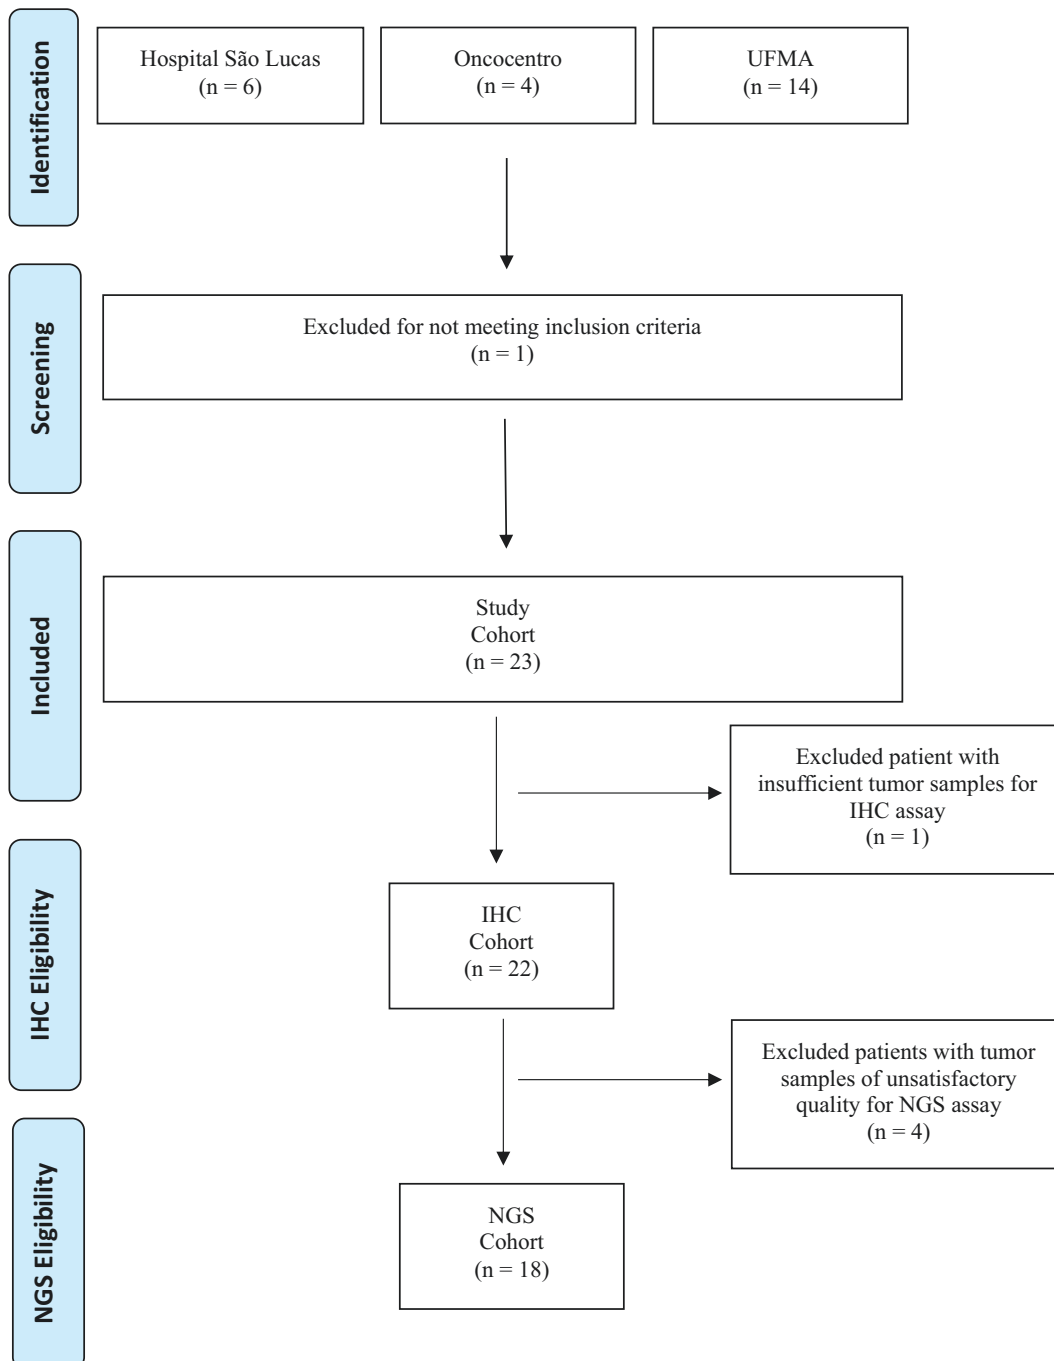 Identification
Hospital São Lucas
(n = 6)
Oncocentro
(n = 4)
UFMA
(n = 14)
Screening
Excluded for not meeting inclusion criteria
(n = 1)
Included
Study
Cohort
(n = 23)
Excluded patient with
insufficient tumor samples for
IHC assay
(n = 1)
IHC Eligibility
IHC
Cohort
(n = 22)
Excluded patients with tumor
samples of unsatisfactory
quality for NGS assay
(n = 4)
NGS Eligibility
NGS
Cohort
(n = 18)